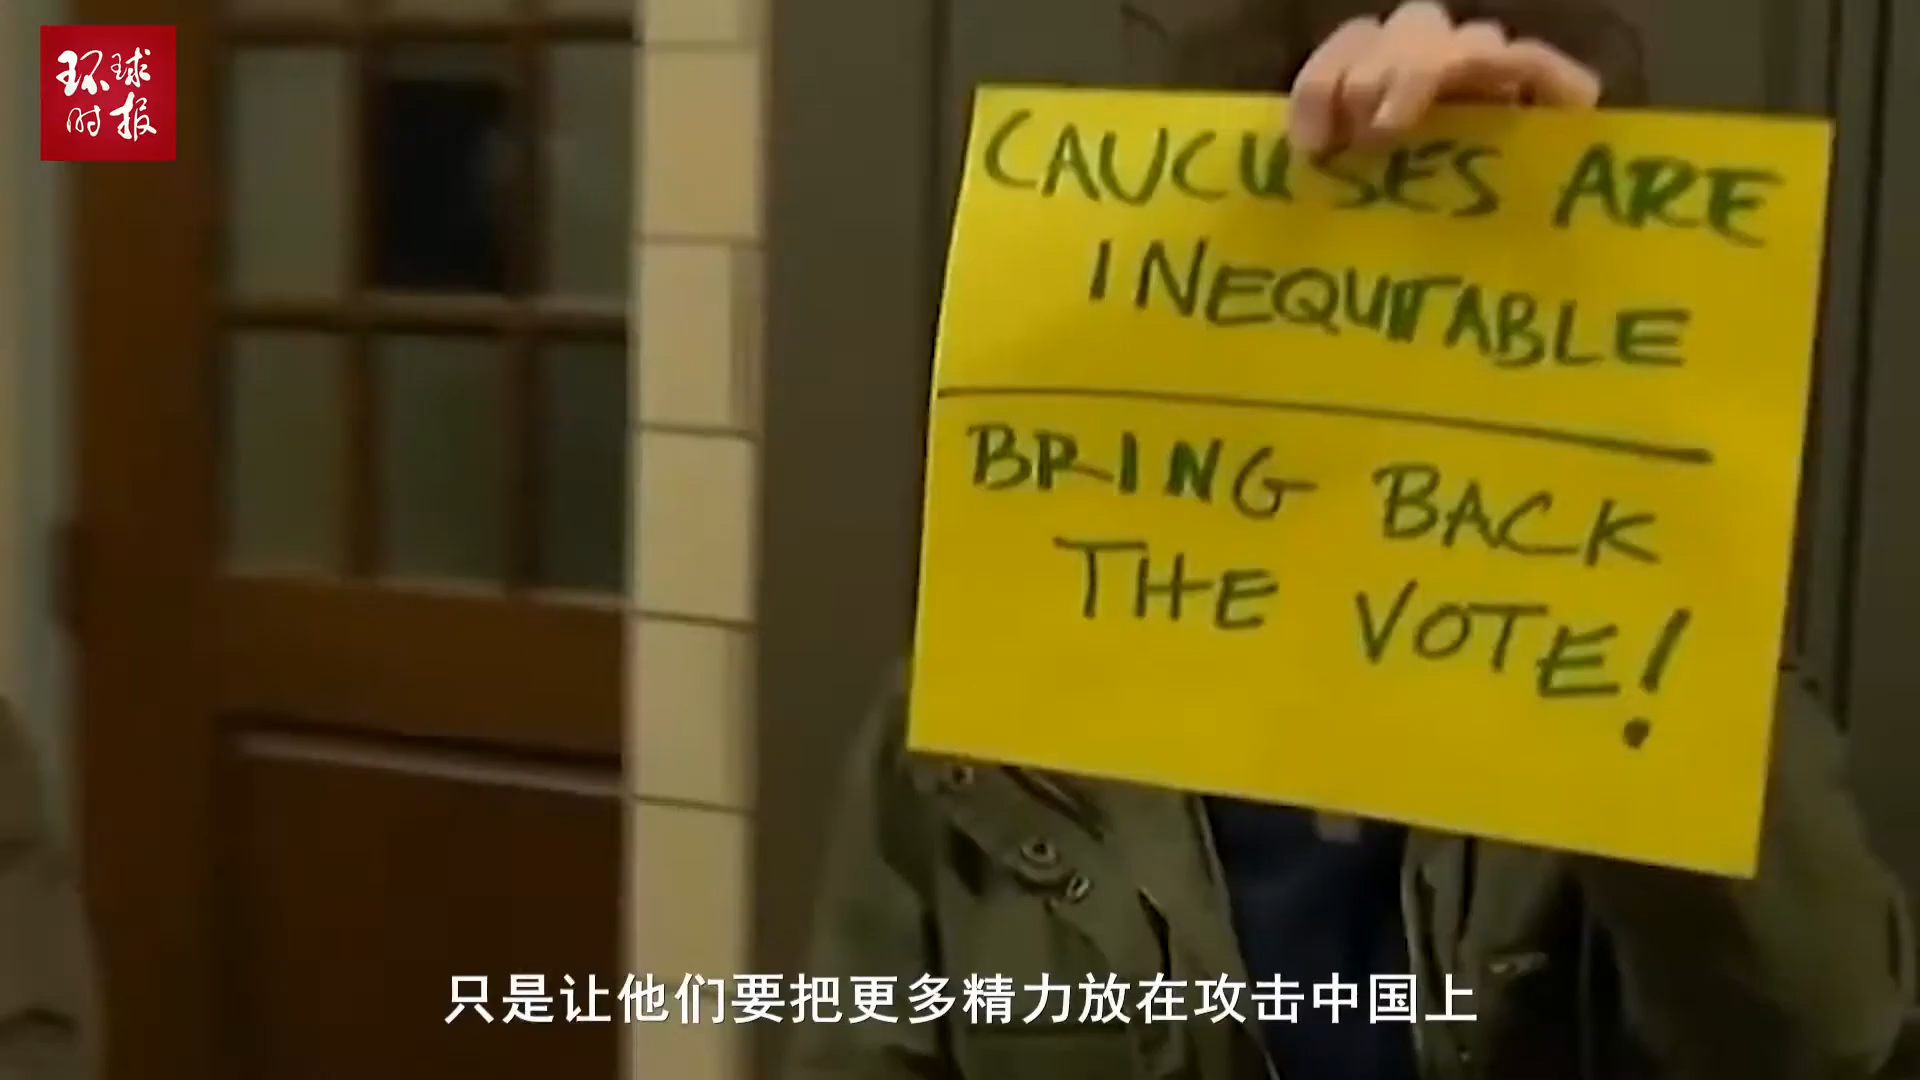 环球
时报
CAUCUSES ARE
INEQUITABLE
BRING BACK
THE VOTE!
只是让他们要把更多精力放在攻击中国上